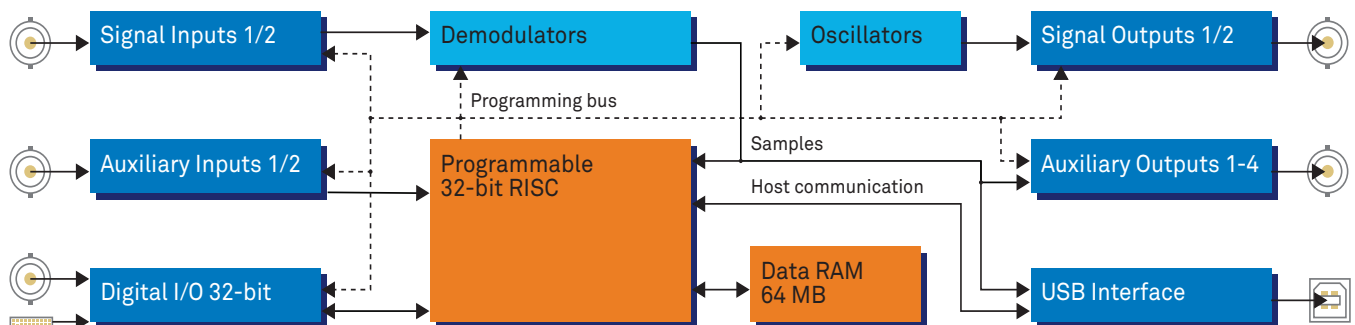 Signal Inputs 1/2
Demodulators
Oscillators
Signal Outputs 1/2
Programming bus
Auxiliary Inputs 1/2
Programmable
32-bit RISC
Samples
Auxiliary Outputs 1-4
Host communication
Digital I/O 32-bit
Data RAM
64 MB
USB Interface